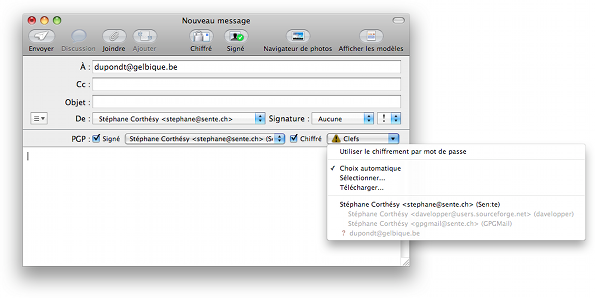 Nouveau message
Envoyer Discussion Joindre Ajouter Chiffré Signé Navigateur de photos Afficher les modèles
À : dupondt@gelbique.be
Cc :
Objet :
De : Stéphane Corthésy <stephane@sente.ch> Signature : Aucune !
PGP : Signé Stéphane Corthésy <stephane@sente.ch> (Se Chiffré Clefs
Utiliser le chiffrement par mot de passe
✓ Choix automatique
Sélectionner...
Télécharger...
Stéphane Corthésy <stephane@sente.ch> (Sen:te)
Stéphane Corthésy <davelopper@users.sourceforge.net> (davelopper)
Stéphane Corthésy <gpgmail@sente.ch> (GPGMail)
? dupondt@gelbique.be